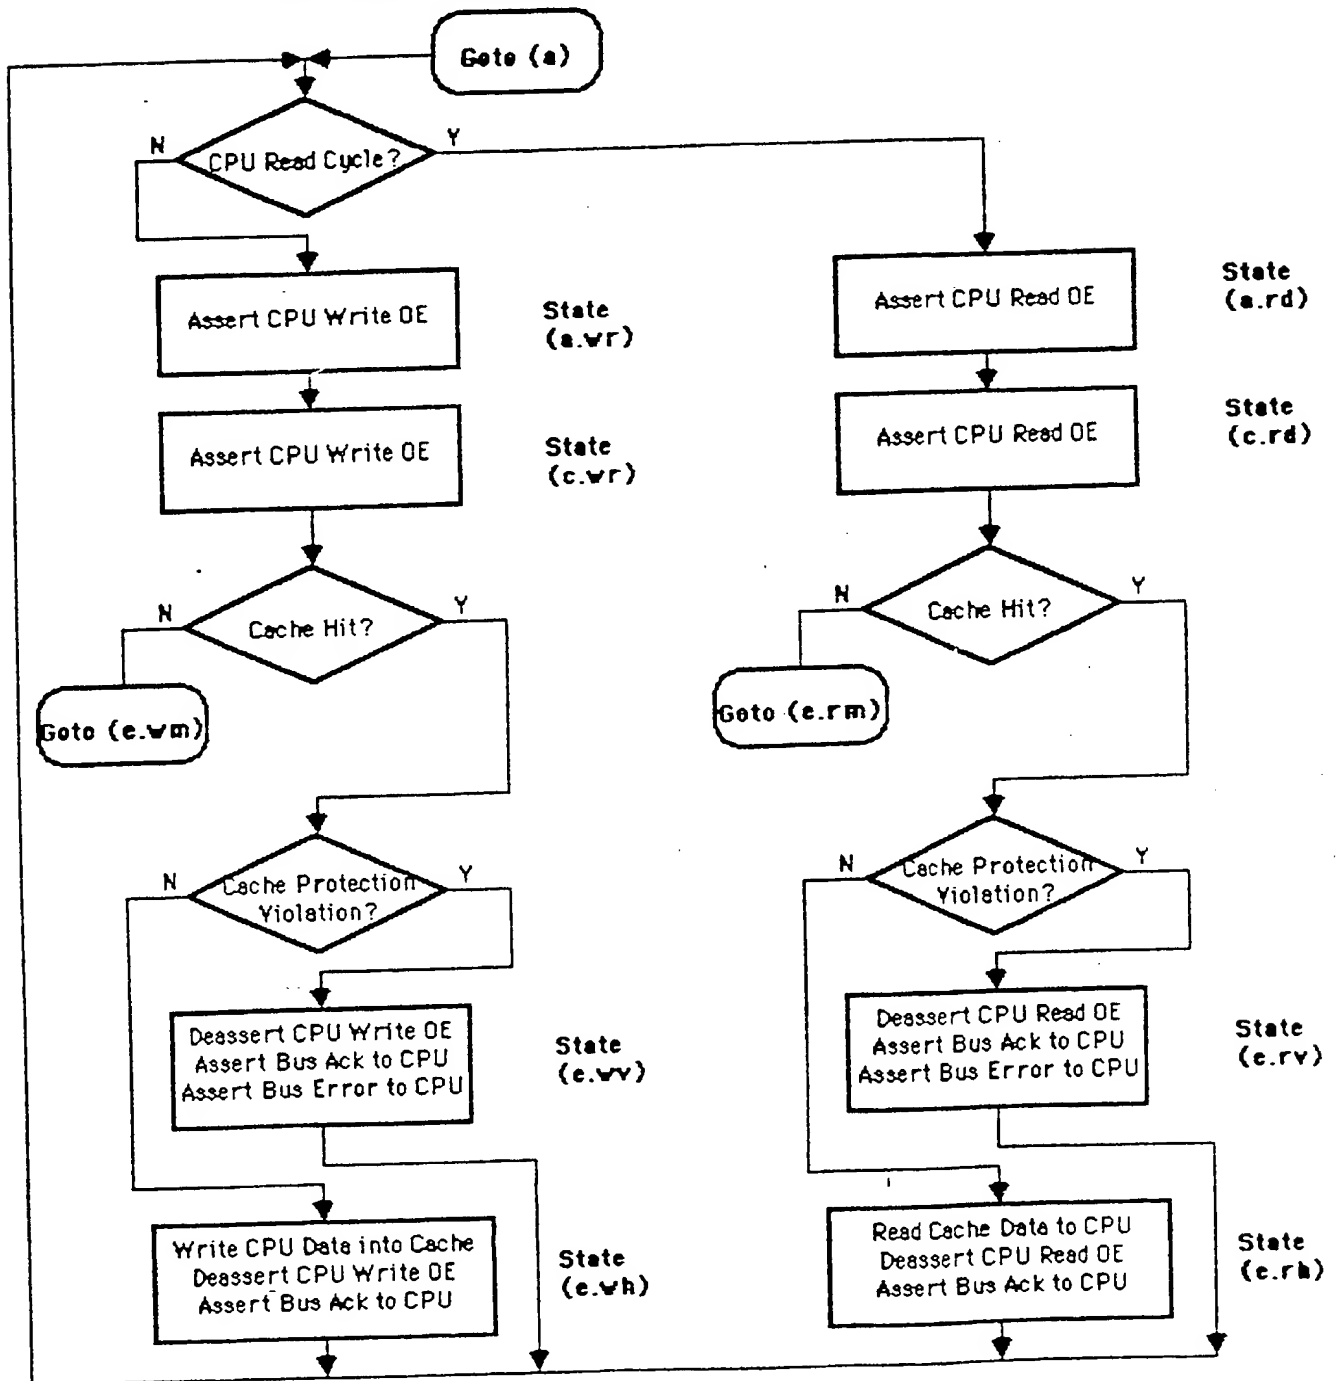 Goto (a)
N
CPU Read Cycle?
Y
Assert CPU Write OE
State
(a.wr)
Assert CPU Read OE
State
(a.rd)
Assert CPU Write OE
State
(c.wr)
Assert CPU Read OE
State
(c.rd)
N
Cache Hit?
Y
N
Cache Hit?
Y
Goto (e.wm)
Goto (e.rm)
N
Cache Protection
Violation?
Y
N
Cache Protection
Violation?
Y
Deassert CPU Write OE
Assert Bus Ack to CPU
Assert Bus Error to CPU
State
(e.wv)
Deassert CPU Read OE
Assert Bus Ack to CPU
Assert Bus Error to CPU
State
(e.rv)
Write CPU Data into Cache
Deassert CPU Write OE
Assert Bus Ack to CPU
State
(e.wh)
Read Cache Data to CPU
Deassert CPU Read OE
Assert Bus Ack to CPU
State
(e.rh)